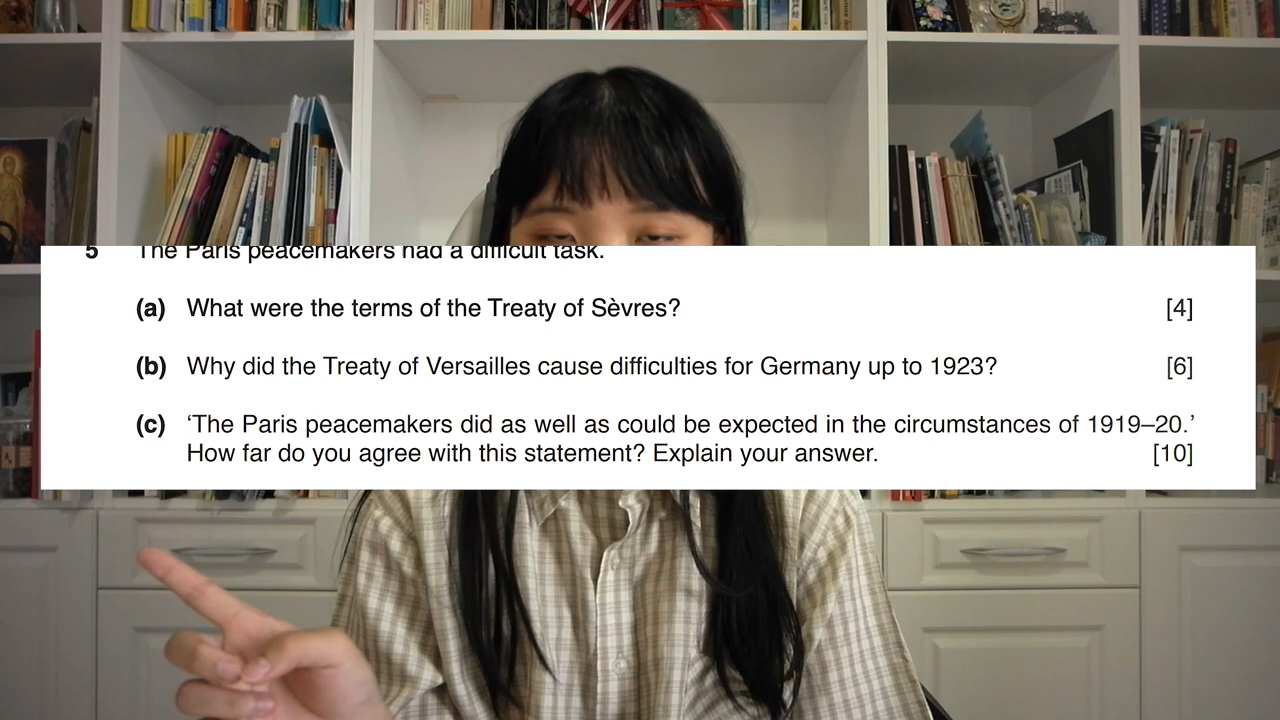 5 The Paris peacemakers had a difficult task.
(a) What were the terms of the Treaty of Sèvres? [4]
(b) Why did the Treaty of Versailles cause difficulties for Germany up to 1923? [6]
(c) ‘The Paris peacemakers did as well as could be expected in the circumstances of 1919–20.’
How far do you agree with this statement? Explain your answer. [10]